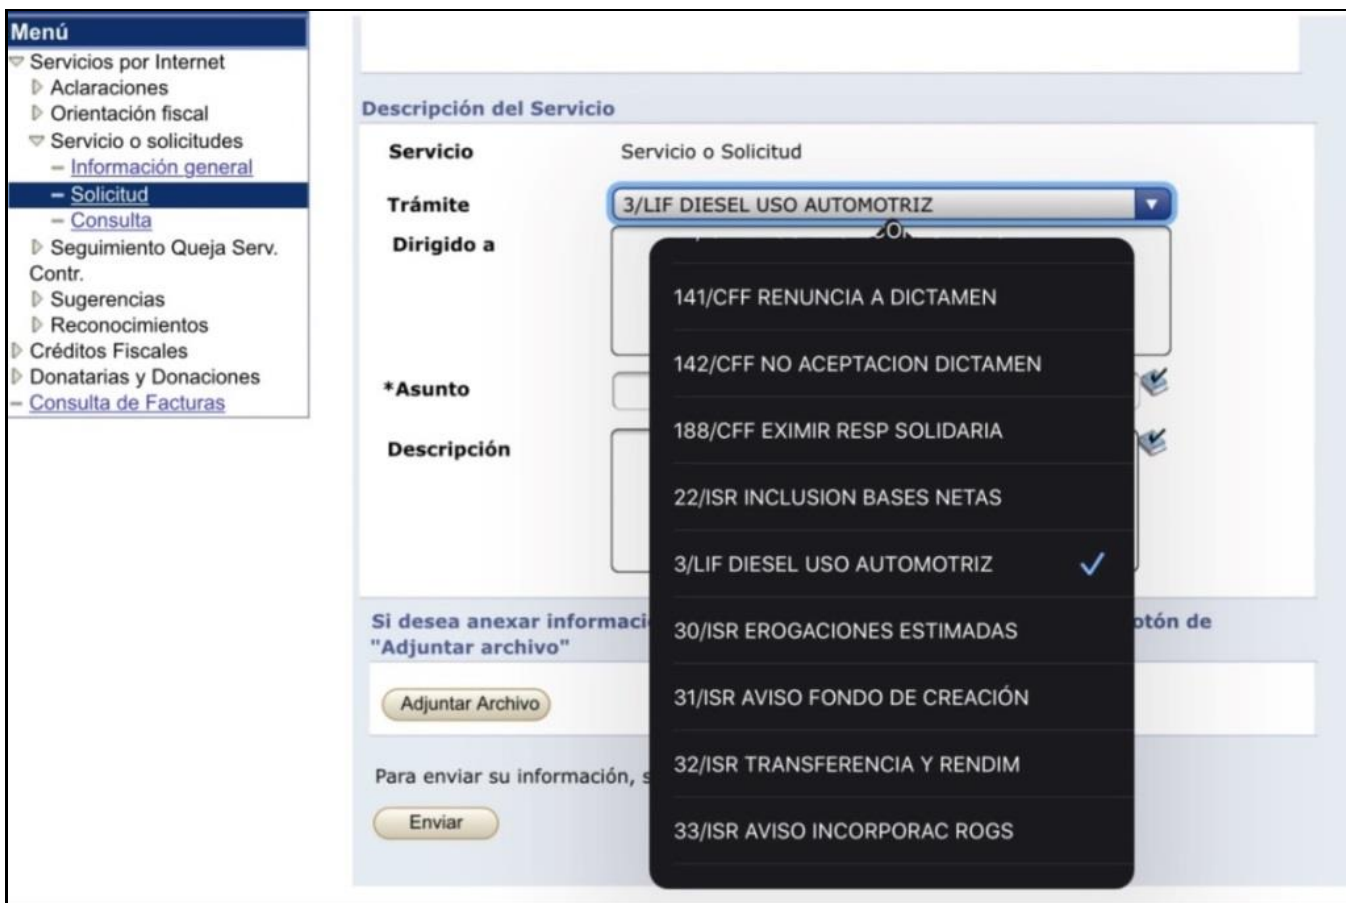 Menú
Servicios por Internet
Aclaraciones
Orientación fiscal
Servicio o solicitudes
Información general
Solicitud
Consulta
Seguimiento Queja Serv.
Contr.
Sugerencias
Reconocimientos
Créditos Fiscales
Donatarias y Donaciones
Consulta de Facturas
Descripción del Servicio
Servicio Servicio o Solicitud
Trámite 3/LIF DIESEL USO AUTOMOTRIZ
Dirigido a
*Asunto
Descripción
141/CFF RENUNCIA A DICTAMEN
142/CFF NO ACEPTACION DICTAMEN
188/CFF EXIMIR RESP SOLIDARIA
22/ISR INCLUSION BASES NETAS
3/LIF DIESEL USO AUTOMOTRIZ
30/ISR EROGACIONES ESTIMADAS
31/ISR AVISO FONDO DE CREACIÓN
32/ISR TRANSFERENCIA Y RENDIM
33/ISR AVISO INCORPORAC ROGS
Si desea anexar de
"Adjuntar archivo"
Adjuntar Archivo
Para enviar su información,
Enviar